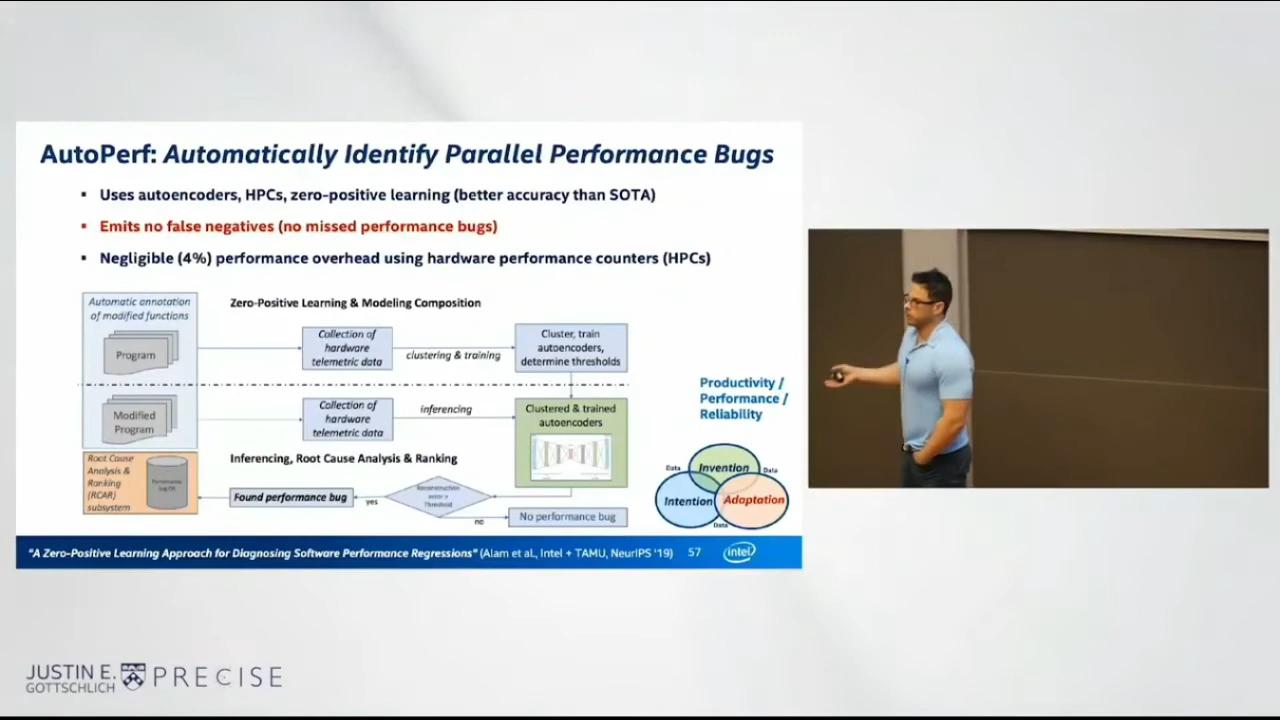 AutoPerf: Automatically Identify Parallel Performance Bugs
▪ Uses autoencoders, HPCs, zero-positive learning (better accuracy than SOTA)
▪ Emits no false negatives (no missed performance bugs)
▪ Negligible (4%) performance overhead using hardware performance counters (HPCs)
Automatic annotation
of modified functions
Program
Zero-Positive Learning & Modeling Composition
Collection of
hardware
telemetric data
clustering & training
Cluster, train
autoencoders,
determine thresholds
Modified
Program
Collection of
hardware
telemetric data
inferencing
Clustered & trained
autoencoders
Productivity /
Performance /
Reliability
Root Cause
Analysis &
Ranking
(RCAR)
subsystem
Inferencing, Root Cause Analysis & Ranking
Found performance bug
yes
Reconstruction
error >
Threshold
no
No performance bug
Data
Invention
Data
Intention
Adaptation
Data
"A Zero-Positive Learning Approach for Diagnosing Software Performance Regressions" (Alam et al., Intel + TAMU, NeurIPS '19)
57
intel
JUSTIN E.
GOTTSCHLICH
PRECISE